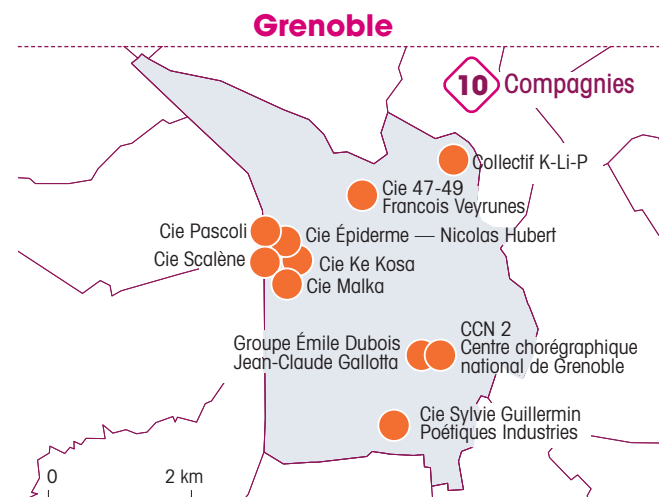 Grenoble
10 Compagnies
Collectif K-Li-P
Cie 47-49
Francois Veyrunes
Cie Pascoli
Cie Épiderme — Nicolas Hubert
Cie Scalène
Cie Ke Kosa
Cie Malka
Groupe Émile Dubois
Jean-Claude Gallotta
CCN 2
Centre chorégraphique
national de Grenoble
Cie Sylvie Guillermin
Poétiques Industries
0
2 km